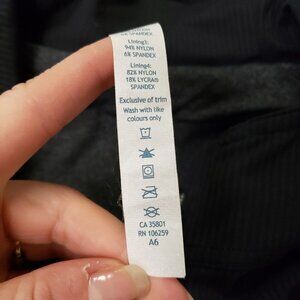 6% SPANDEX
Lining3:
94% NYLON
6% SPANDEX
Lining4:
82% NYLON
18% LYCRA®
SPANDEX
Exclusive of trim
Wash with like
colours only
CA 35801
RN 106259
A6